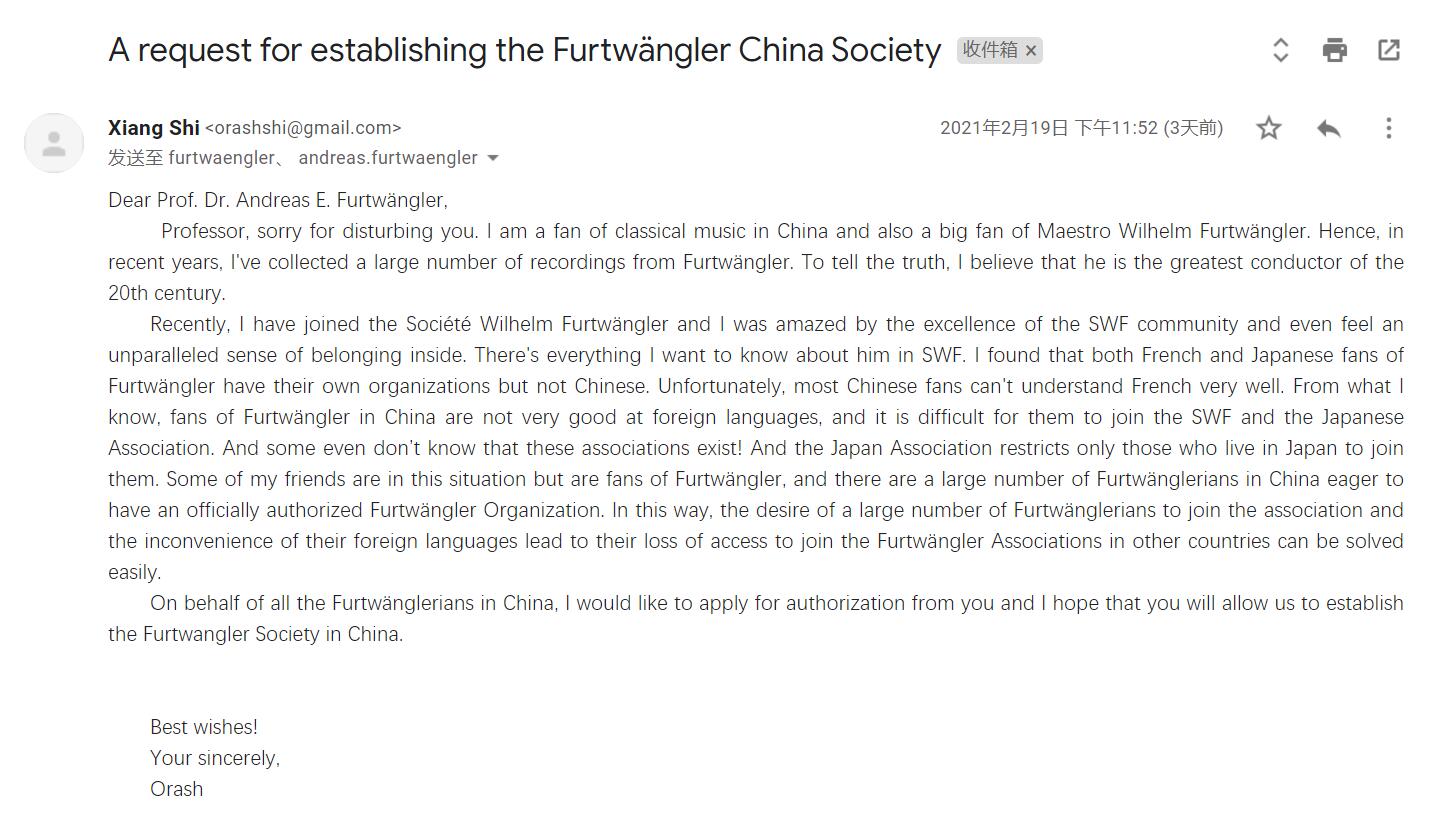 A request for establishing the Furtwängler China Society 收件箱 ×
Xiang Shi <orashshi@gmail.com> 2021年2月19日 下午11:52 (3天前)
发送至 furtwaengler、 andreas.furtwaengler
Dear Prof. Dr. Andreas E. Furtwängler,
Professor, sorry for disturbing you. I am a fan of classical music in China and also a big fan of Maestro Wilhelm Furtwängler. Hence, in
recent years, I've collected a large number of recordings from Furtwängler. To tell the truth, I believe that he is the greatest conductor of the
20th century.
Recently, I have joined the Société Wilhelm Furtwängler and I was amazed by the excellence of the SWF community and even feel an
unparalleled sense of belonging inside. There's everything I want to know about him in SWF. I found that both French and Japanese fans of
Furtwängler have their own organizations but not Chinese. Unfortunately, most Chinese fans can't understand French very well. From what I
know, fans of Furtwängler in China are not very good at foreign languages, and it is difficult for them to join the SWF and the Japanese
Association. And some even don't know that these associations exist! And the Japan Association restricts only those who live in Japan to join
them. Some of my friends are in this situation but are fans of Furtwängler, and there are a large number of Furtwänglerians in China eager to
have an officially authorized Furtwängler Organization. In this way, the desire of a large number of Furtwänglerians to join the association and
the inconvenience of their foreign languages lead to their loss of access to join the Furtwängler Associations in other countries can be solved
easily.
On behalf of all the Furtwänglerians in China, I would like to apply for authorization from you and I hope that you will allow us to establish
the Furtwangler Society in China.
Best wishes!
Your sincerely,
Orash